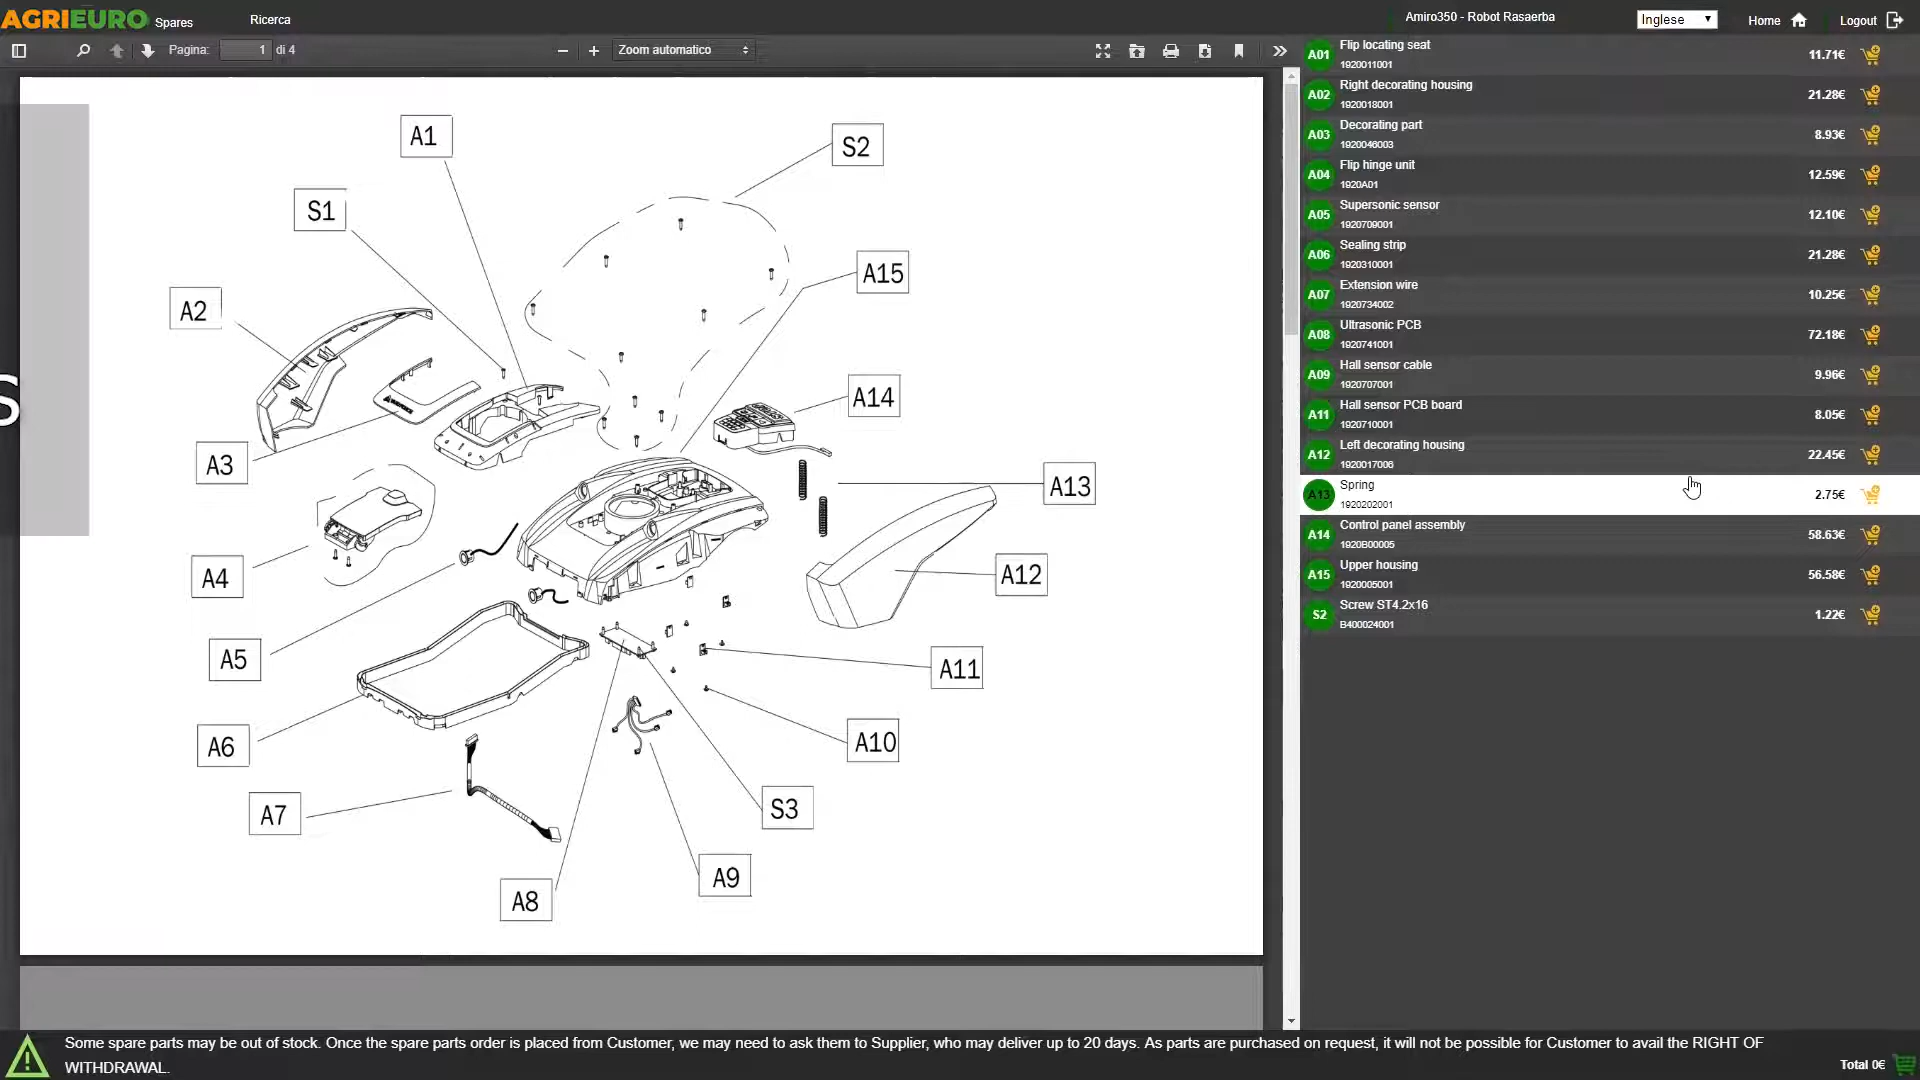 AGRIEURO Spares
Ricerca
Amiro350 - Robot Rasaerba
Inglese
Home
Logout
Pagina: 1 di 4
Zoom automatico
A1
S2
S1
A15
A2
A14
A3
A13
A4
A12
A5
A11
A6
A10
A7
S3
A9
A8
S
A01 Flip locating seat 11.71€
1920011001
A02 Right decorating housing 21.28€
1920018001
A03 Decorating part 8.93€
1920046003
A04 Flip hinge unit 12.59€
1920A01
A05 Supersonic sensor 12.10€
1920709001
A06 Sealing strip 21.28€
1920310001
A07 Extension wire 10.25€
1920734002
A08 Ultrasonic PCB 72.18€
1920741001
A09 Hall sensor cable 9.96€
1920707001
A11 Hall sensor PCB board 8.05€
1920710001
A12 Left decorating housing 22.45€
1920017006
A13 Spring 2.75€
1920202001
A14 Control panel assembly 58.63€
1920B00005
A15 Upper housing 56.58€
1920005001
S2 Screw ST4.2x16 1.22€
B400024001
Some spare parts may be out of stock. Once the spare parts order is placed from Customer, we may need to ask them to Supplier, who may deliver up to 20 days. As parts are purchased on request, it will not be possible for Customer to avail the RIGHT OF
WITHDRAWAL.
Total 0€